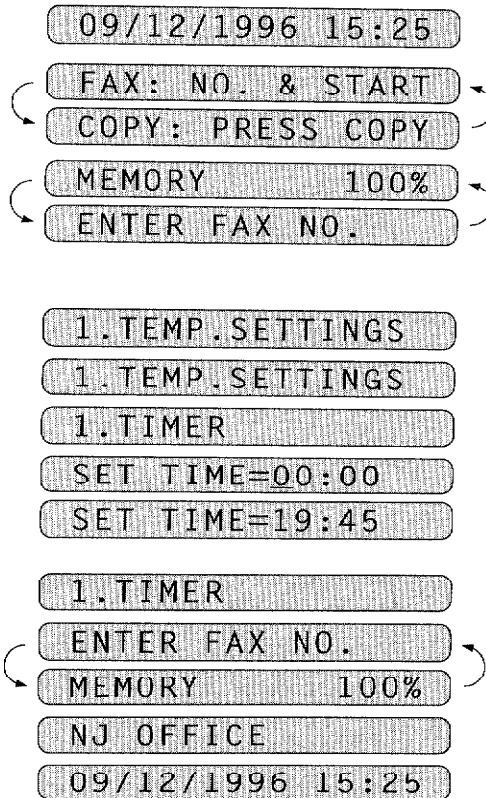 09/12/1996 15:25
FAX: NO. & START
COPY: PRESS COPY
MEMORY 100%
ENTER FAX NO.
1.TEMP.SETTINGS
1.TEMP.SETTINGS
1.TIMER
SET TIME=00:00
SET TIME=19:45
1.TIMER
ENTER FAX NO.
MEMORY 100%
NJ OFFICE
09/12/1996 15:25